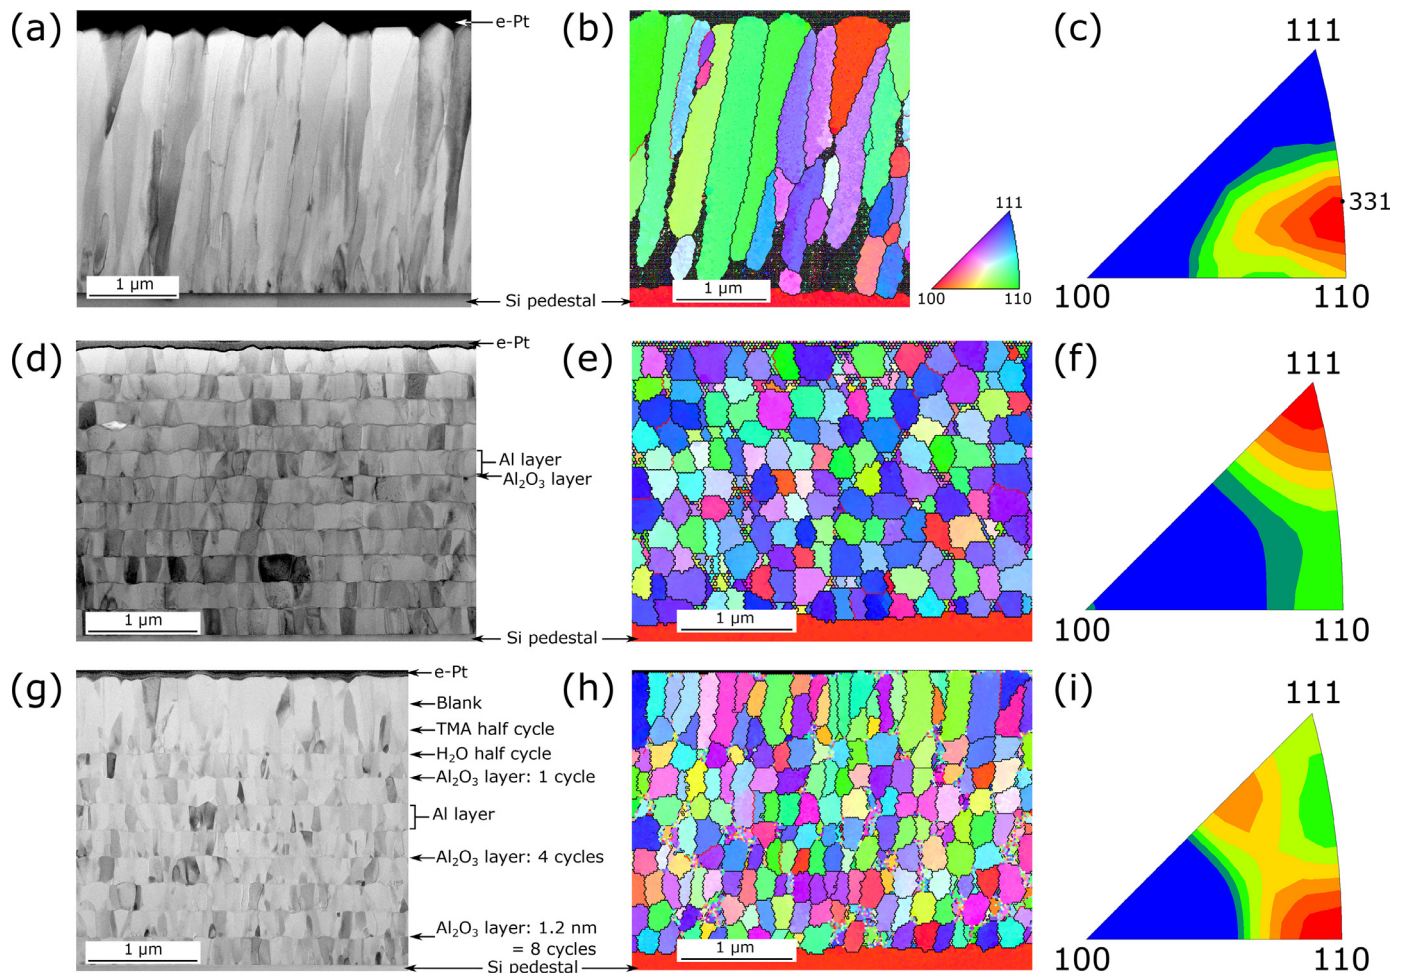 (a)
e-Pt
1 µm
Si pedestal
(b)
1 µm
111
100
110
(c)
111
331
100
110
(d)
e-Pt
Al layer
Al₂O₃ layer
1 µm
Si pedestal
(e)
1 µm
(f)
111
100
110
(g)
e-Pt
Blank
TMA half cycle
H₂O half cycle
Al₂O₃ layer: 1 cycle
Al layer
Al₂O₃ layer: 4 cycles
Al₂O₃ layer: 1.2 nm
= 8 cycles
1 µm
Si pedestal
(h)
1 µm
(i)
111
100
110